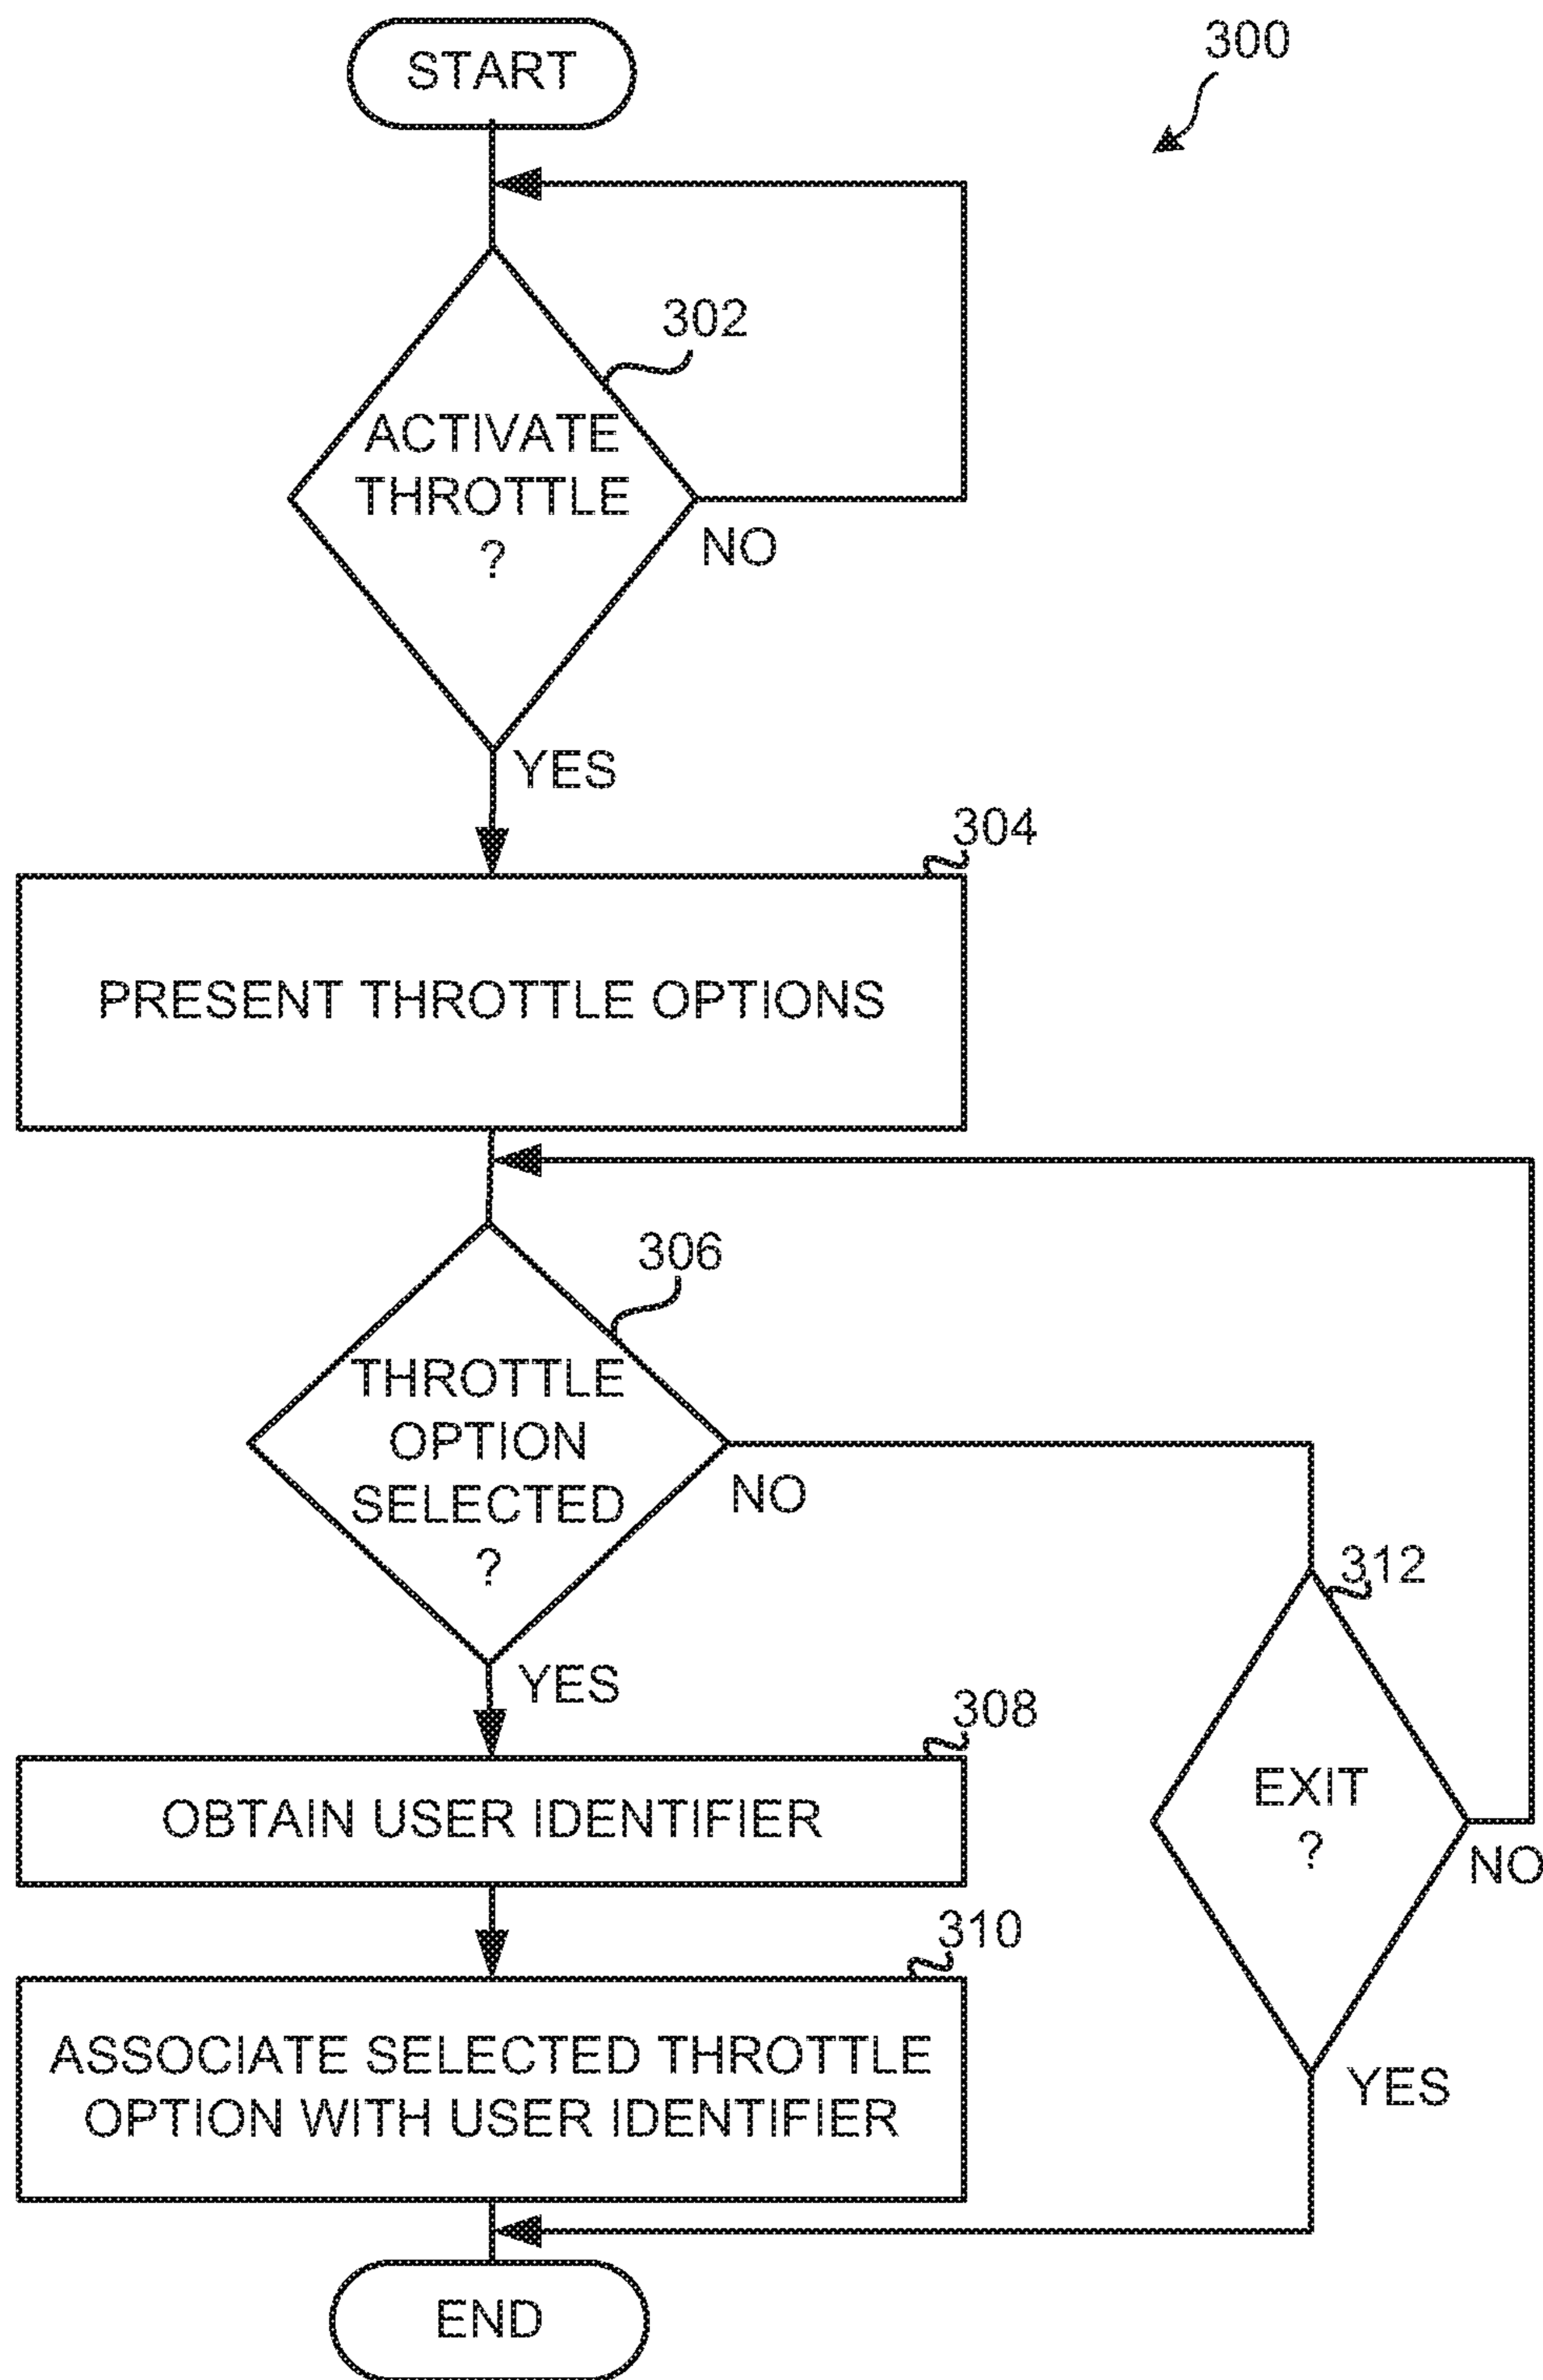 START
300
302
ACTIVATE
THROTTLE
?
NO
YES
304
PRESENT THROTTLE OPTIONS
306
THROTTLE
OPTION
SELECTED
?
NO
YES
312
EXIT
?
NO
YES
308
OBTAIN USER IDENTIFIER
310
ASSOCIATE SELECTED THROTTLE
OPTION WITH USER IDENTIFIER
END